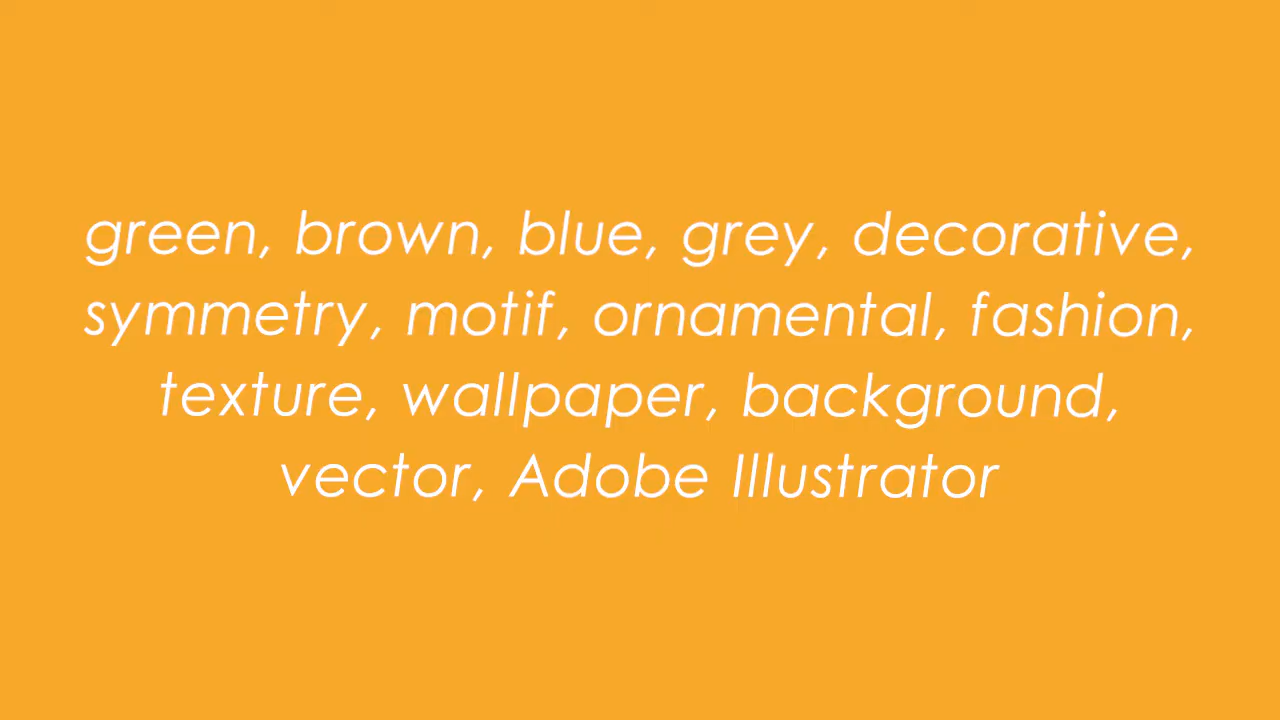 green, brown, blue, grey, decorative,
symmetry, motif, ornamental, fashion,
texture, wallpaper, background,
vector, Adobe Illustrator